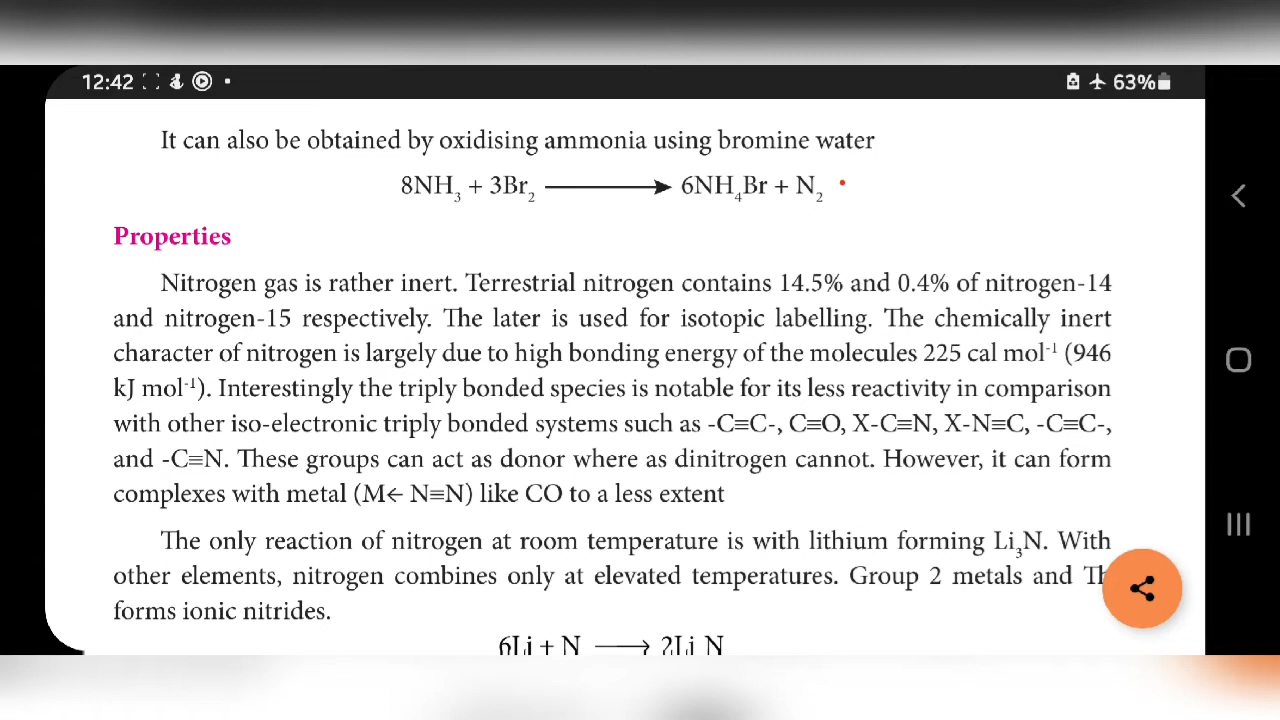 12:42 63%
It can also be obtained by oxidising ammonia using bromine water
8NH₃ + 3Br₂ ⟶ 6NH₄Br + N₂
Properties
Nitrogen gas is rather inert. Terrestrial nitrogen contains 14.5% and 0.4% of nitrogen-14
and nitrogen-15 respectively. The later is used for isotopic labelling. The chemically inert
character of nitrogen is largely due to high bonding energy of the molecules 225 cal mol⁻¹ (946
kJ mol⁻¹). Interestingly the triply bonded species is notable for its less reactivity in comparison
with other iso-electronic triply bonded systems such as -C≡C-, C≡O, X-C≡N, X-N≡C, -C≡C-,
and -C≡N. These groups can act as donor where as dinitrogen cannot. However, it can form
complexes with metal (M← N≡N) like CO to a less extent
The only reaction of nitrogen at room temperature is with lithium forming Li₃N. With
other elements, nitrogen combines only at elevated temperatures. Group 2 metals and
forms ionic nitrides.
6Li + N ⟶ 2Li N